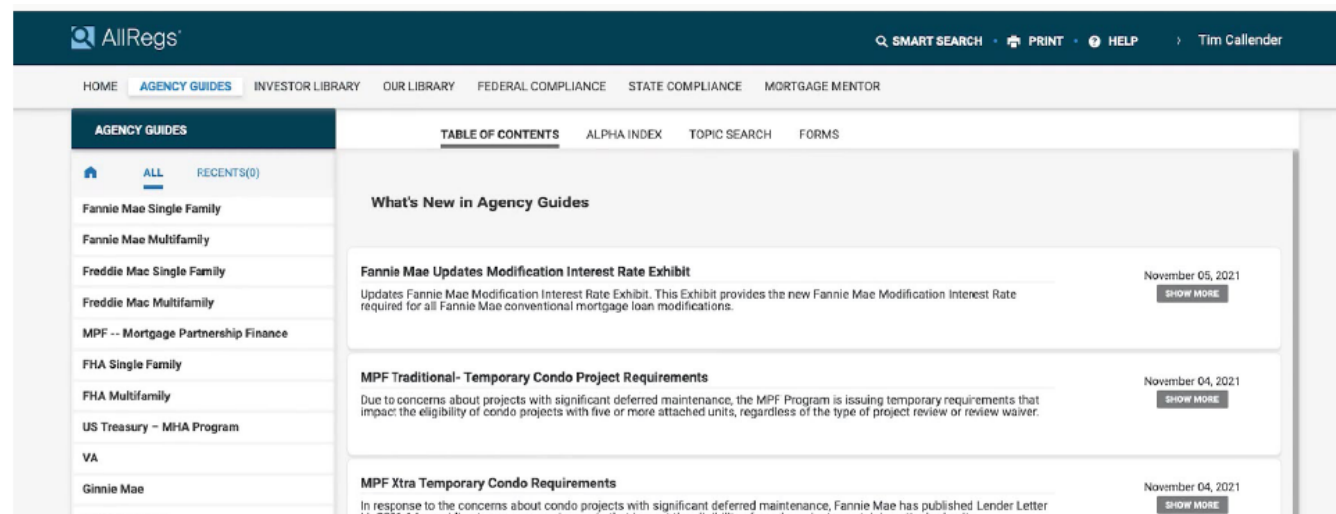 AllRegs
SMART SEARCH • PRINT • HELP > Tim Callender
HOME AGENCY GUIDES INVESTOR LIBRARY OUR LIBRARY FEDERAL COMPLIANCE STATE COMPLIANCE MORTGAGE MENTOR
AGENCY GUIDES
TABLE OF CONTENTS ALPHA INDEX TOPIC SEARCH FORMS
ALL RECENTS(0)
Fannie Mae Single Family
Fannie Mae Multifamily
Freddie Mac Single Family
Freddie Mac Multifamily
MPF -- Mortgage Partnership Finance
FHA Single Family
FHA Multifamily
US Treasury – MHA Program
VA
Ginnie Mae
What's New in Agency Guides
Fannie Mae Updates Modification Interest Rate Exhibit
November 05, 2021
SHOW MORE
Updates Fannie Mae Modification Interest Rate Exhibit. This Exhibit provides the new Fannie Mae Modification Interest Rate
required for all Fannie Mae conventional mortgage loan modifications.
MPF Traditional- Temporary Condo Project Requirements
November 04, 2021
SHOW MORE
Due to concerns about projects with significant deferred maintenance, the MPF Program is issuing temporary requirements that
impact the eligibility of condo projects with five or more attached units, regardless of the type of project review or review waiver.
MPF Xtra Temporary Condo Requirements
November 04, 2021
SHOW MORE
In response to the concerns about condo projects with significant deferred maintenance, Fannie Mae has published Lender Letter